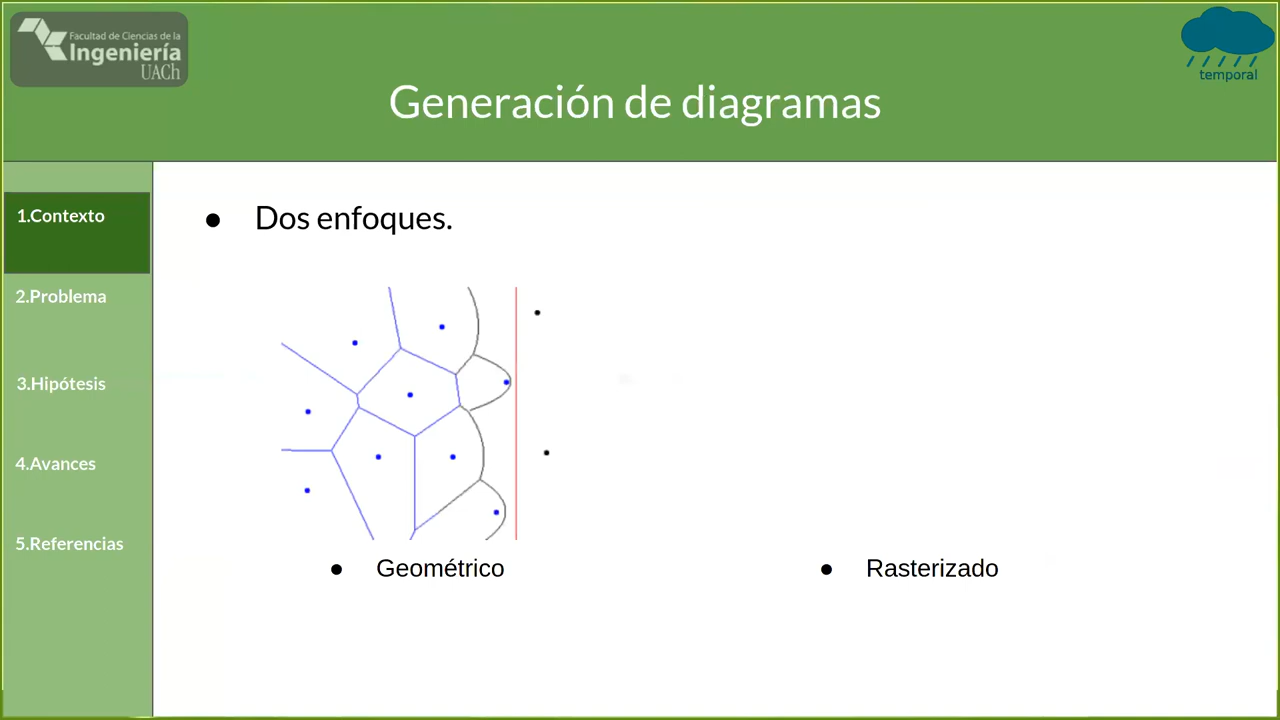 Facultad de Ciencias de la
Ingeniería
UACh
temporal
Generación de diagramas
1.Contexto
2.Problema
3.Hipótesis
4.Avances
5.Referencias
● Dos enfoques.
● Geométrico
● Rasterizado